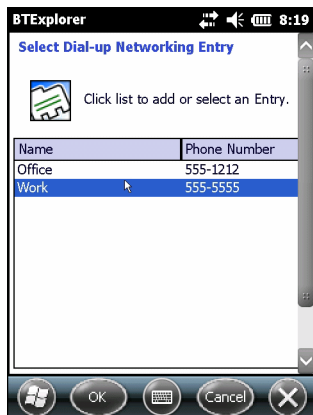 BTExplorer 8:19
Select Dial-up Networking Entry
Click list to add or select an Entry.
Name Phone Number
Office 555-1212
Work 555-5555
OK Cancel